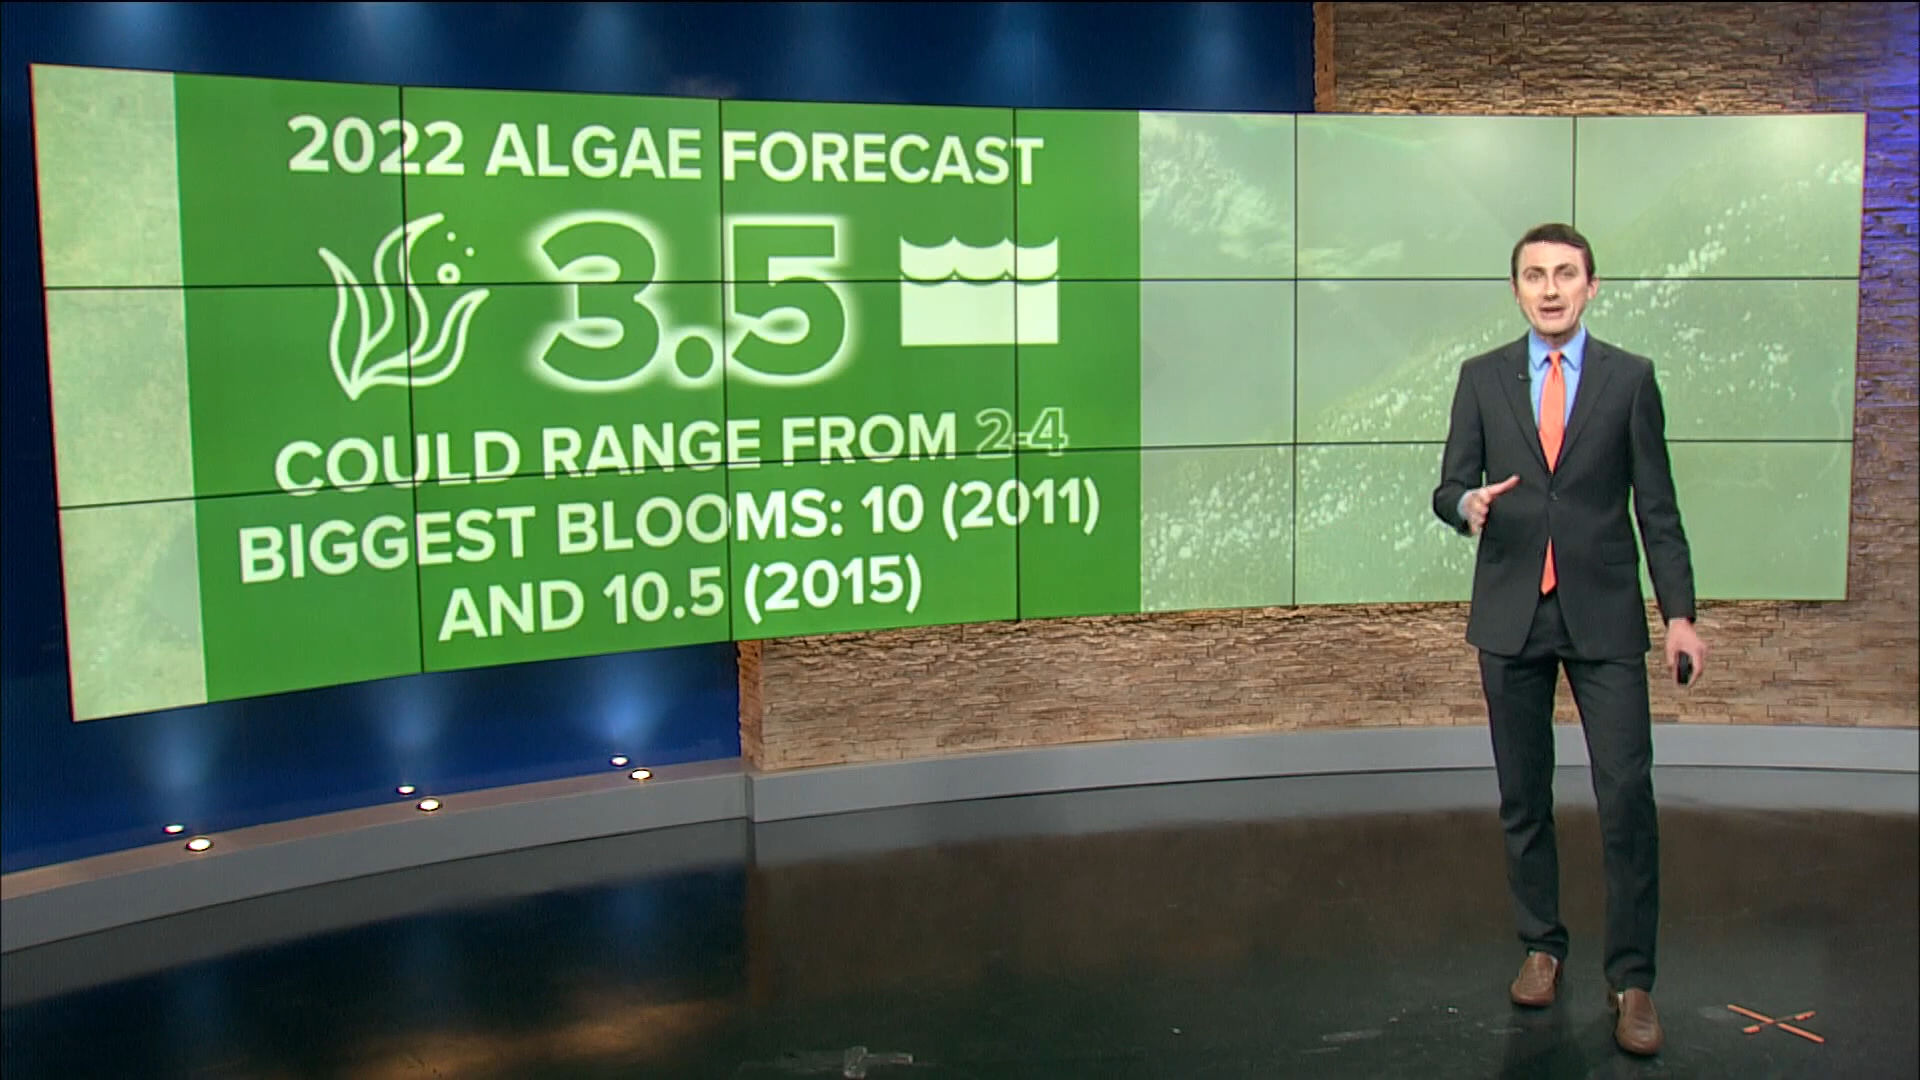 2022 ALGAE FORECAST
3.5
COULD RANGE FROM 2-4
BIGGEST BLOOMS: 10 (2011)
AND 10.5 (2015)